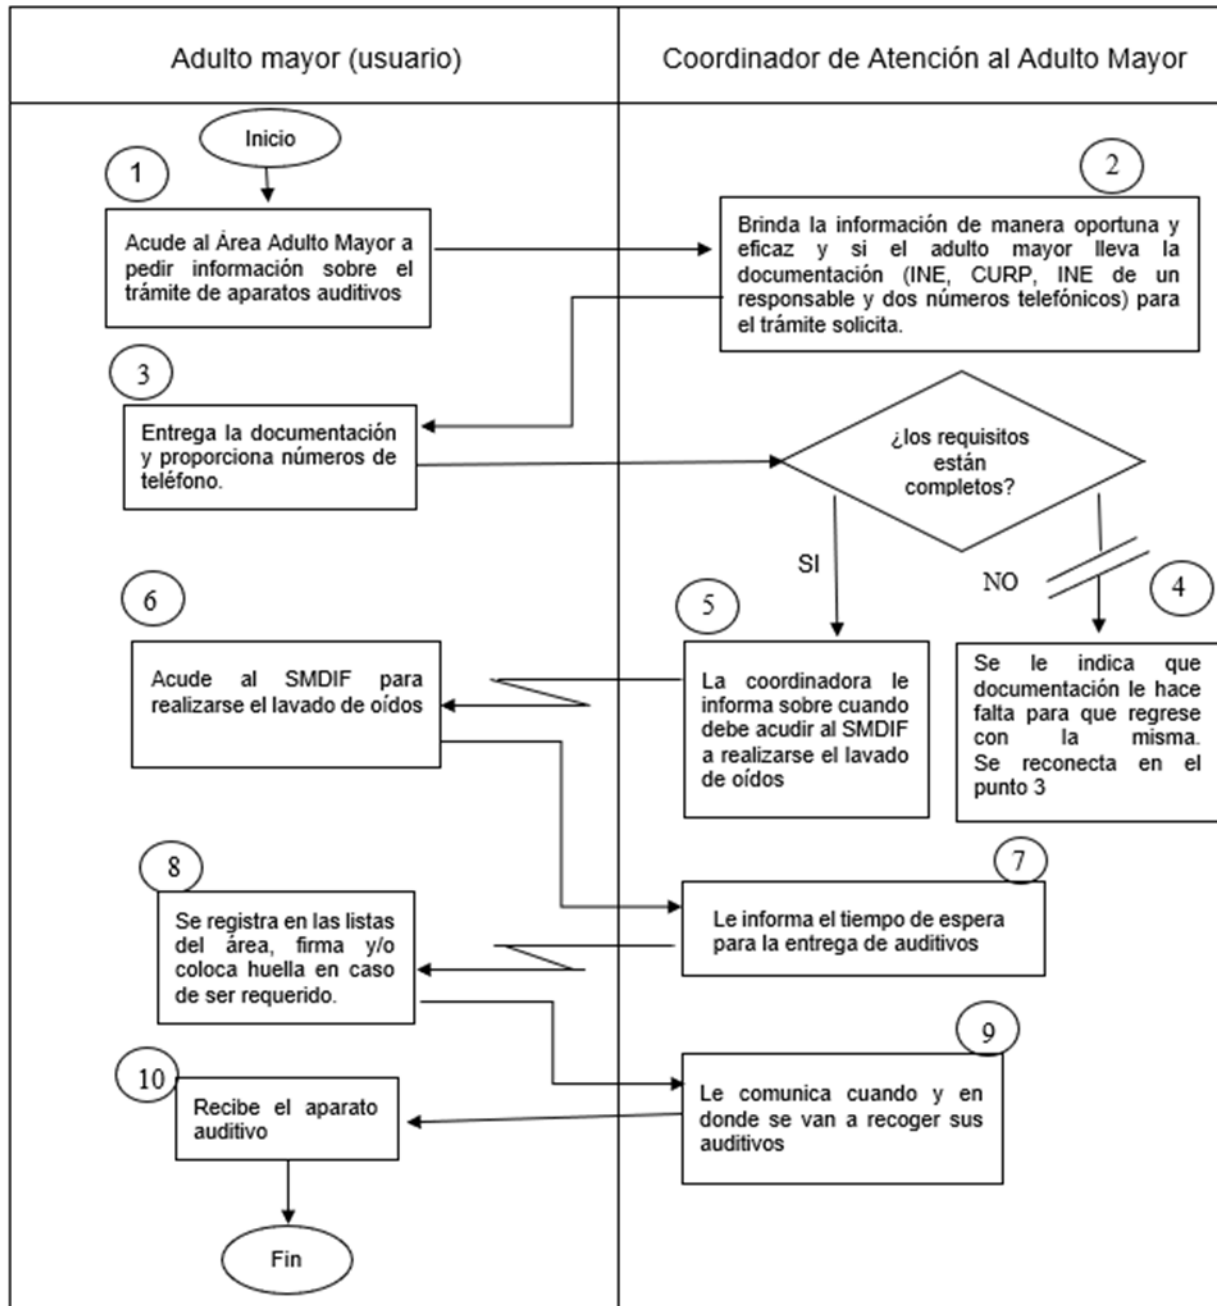 Adulto mayor (usuario)
Coordinador de Atención al Adulto Mayor
Inicio
1
Acude al Área Adulto Mayor a
pedir información sobre el
trámite de aparatos auditivos
2
Brinda la información de manera oportuna y
eficaz y si el adulto mayor lleva la
documentación (INE, CURP, INE de un
responsable y dos números telefónicos) para
el trámite solicita.
3
Entrega la documentación
y proporciona números de
teléfono.
¿los requisitos
están
completos?
SI
NO
4
Se le indica que
documentación le hace
falta para que regrese
con la misma.
Se reconecta en el
punto 3
5
La coordinadora le
informa sobre cuando
debe acudir al SMDIF
a realizarse el lavado
de oídos
6
Acude al SMDIF para
realizarse el lavado de oídos
7
Le informa el tiempo de espera
para la entrega de auditivos
8
Se registra en las listas
del área, firma y/o
coloca huella en caso
de ser requerido.
9
Le comunica cuando y en
donde se van a recoger sus
auditivos
10
Recibe el aparato
auditivo
Fin